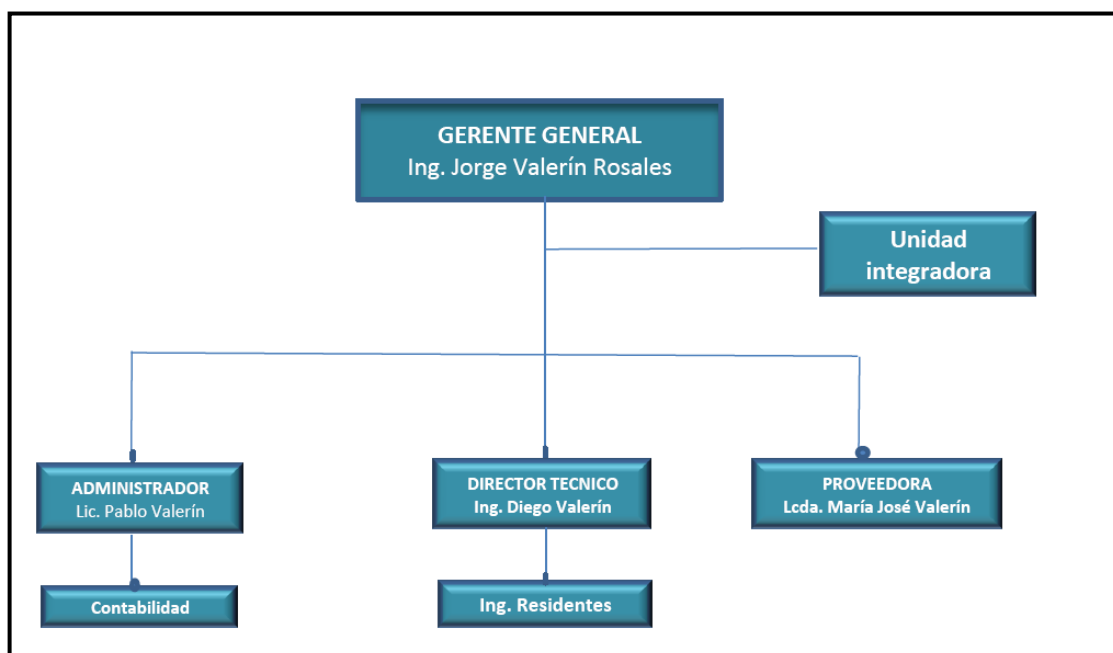 GERENTE GENERAL
Ing. Jorge Valerín Rosales
Unidad
integradora
ADMINISTRADOR
Lic. Pablo Valerín
DIRECTOR TECNICO
Ing. Diego Valerín
PROVEEDORA
Lcda. María José Valerín
Contabilidad
Ing. Residentes